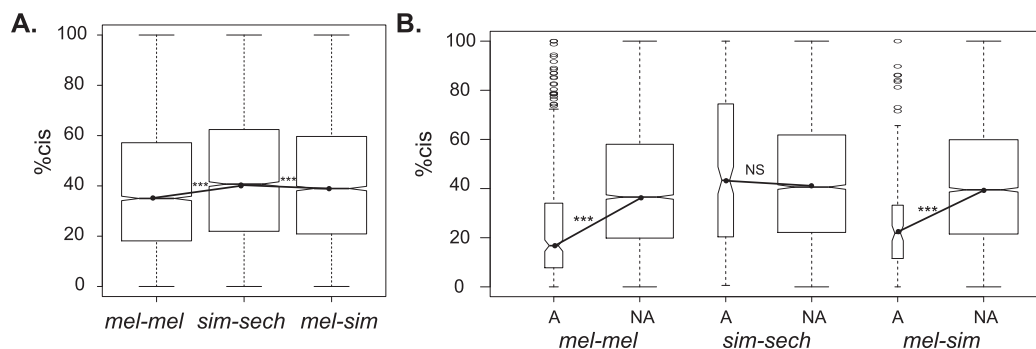 A.
%cis
100
80
60
40
20
0
*** ***
mel-mel sim-sech mel-sim
B.
%cis
100
80
60
40
20
0
*** NS ***
A NA A NA A NA
mel-mel sim-sech mel-sim